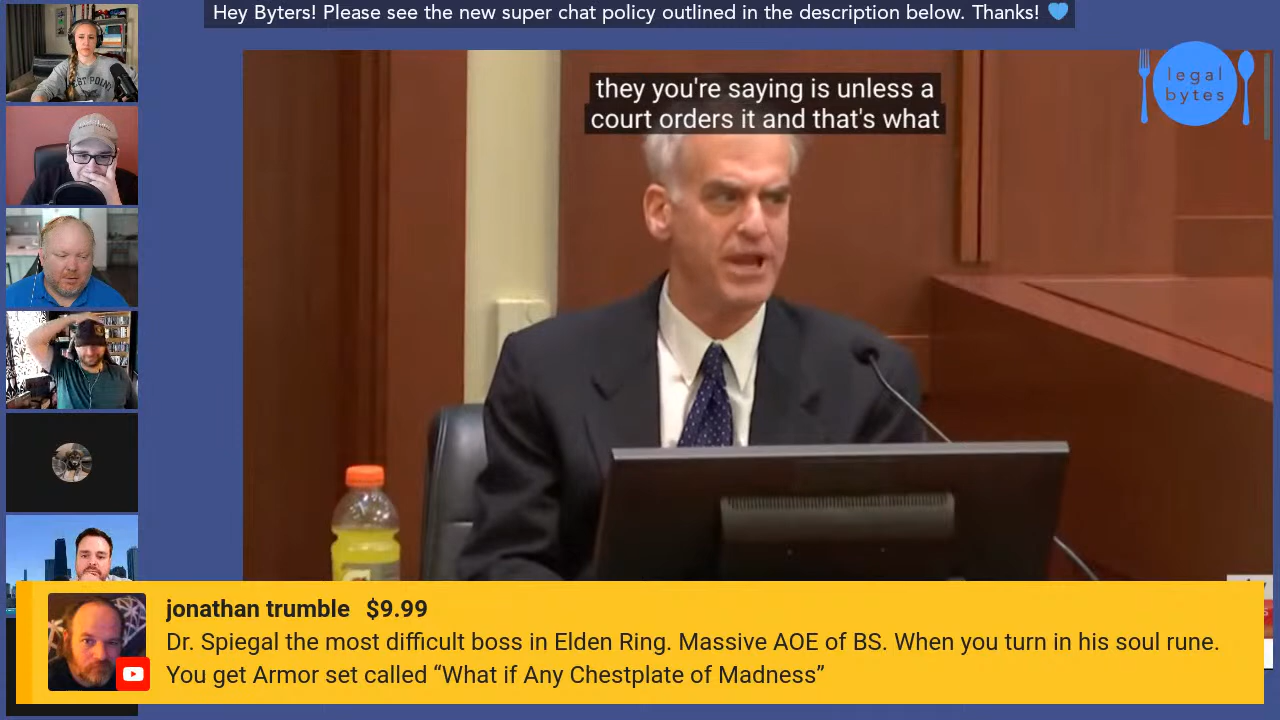 Hey Byters! Please see the new super chat policy outlined in the description below. Thanks! 💙
legal
bytes
they you're saying is unless a
court orders it and that's what
jonathan trumble $9.99
Dr. Spiegal the most difficult boss in Elden Ring. Massive AOE of BS. When you turn in his soul rune.
You get Armor set called “What if Any Chestplate of Madness”